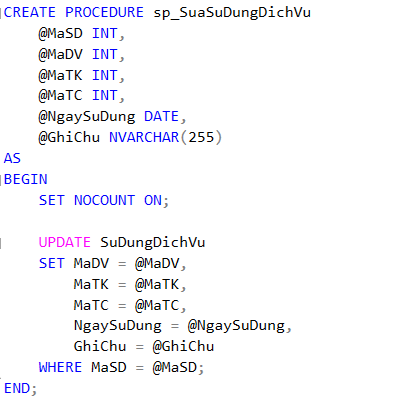 CREATE PROCEDURE sp_SuaSuDungDichVu
    @MaSD INT,
    @MaDV INT,
    @MaTK INT,
    @MaTC INT,
    @NgaySuDung DATE,
    @GhiChu NVARCHAR(255)
AS
BEGIN
    SET NOCOUNT ON;

    UPDATE SuDungDichVu
    SET MaDV = @MaDV,
        MaTK = @MaTK,
        MaTC = @MaTC,
        NgaySuDung = @NgaySuDung,
        GhiChu = @GhiChu
    WHERE MaSD = @MaSD;
END;